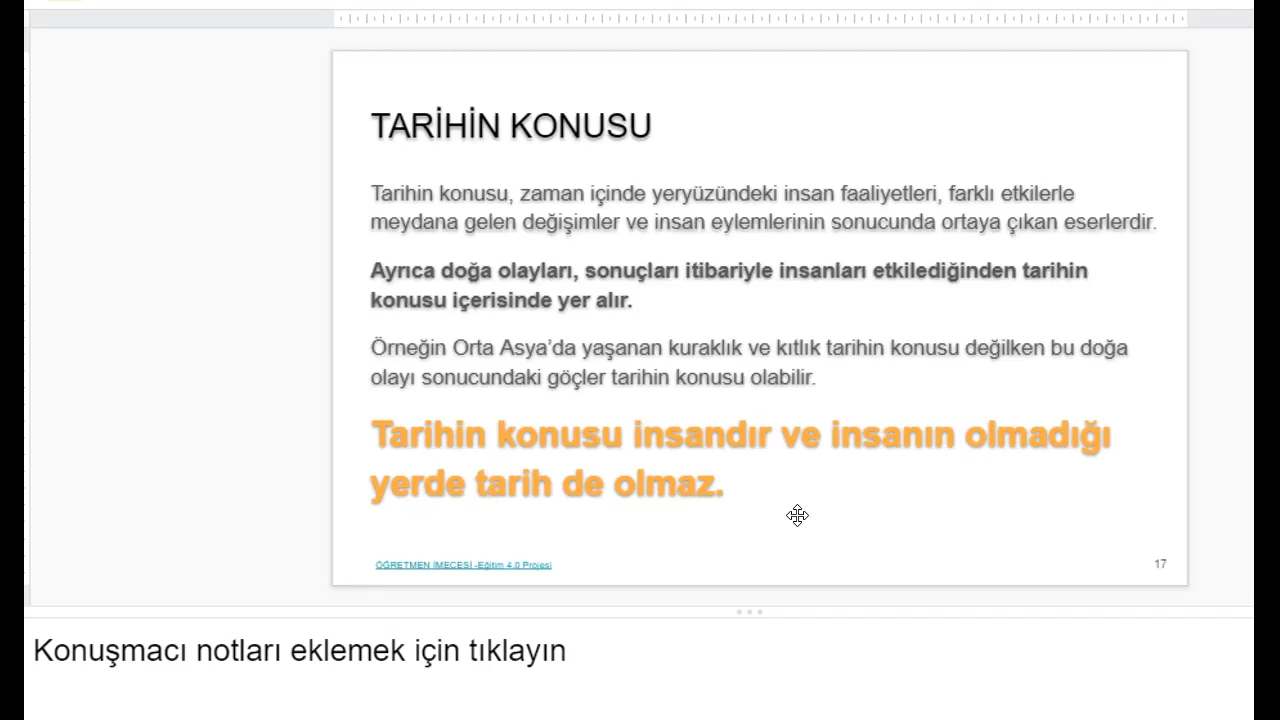 TARİHİN KONUSU
Tarihin konusu, zaman içinde yeryüzündeki insan faaliyetleri, farklı etkilerle
meydana gelen değişimler ve insan eylemlerinin sonucunda ortaya çıkan eserlerdir.
Ayrıca doğa olayları, sonuçları itibariyle insanları etkilediğinden tarihin
konusu içerisinde yer alır.
Örneğin Orta Asya’da yaşanan kuraklık ve kıtlık tarihin konusu değilken bu doğa
olayı sonucundaki göçler tarihin konusu olabilir.
Tarihin konusu insandır ve insanın olmadığı
yerde tarih de olmaz.
ÖĞRETMEN İMECESİ -Eğitim 4.0 Projesi
17
Konuşmacı notları eklemek için tıklayın